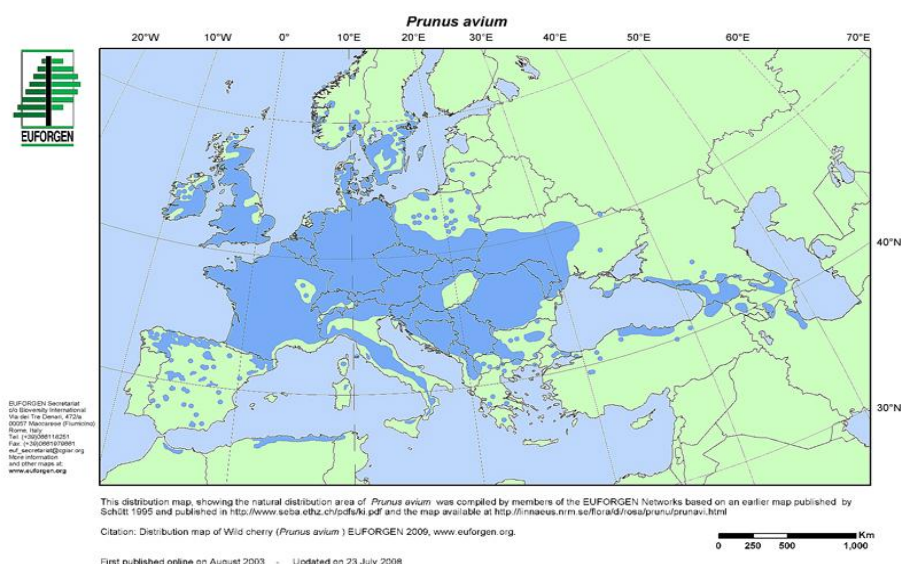 Prunus avium
20°W 10°W 0° 10°E 20°E 30°E 40°E 50°E 60°E 70°E
EUFORGEN
40°N
30°N
EUFORGEN Secretariat
c/o Bioversity International
Via dei Tre Denari, 472/a
00057 Maccarese (Fiumicino)
Rome, Italy
Tel. (+39)066118251
Fax: (+39)0661979661
euf_secretariat@cgiar.org
More information
and other maps at:
www.euforgen.org
This distribution map, showing the natural distribution area of Prunus avium was compiled by members of the EUFORGEN Networks based on an earlier map published by
Schütt 1995 and published in http://www.seba.ethz.ch/pdfs/ki.pdf and the map available at http://linnaeus.nrm.se/flora/di/rosa/prunu/prunavi.html
Citation: Distribution map of Wild cherry (Prunus avium ) EUFORGEN 2009, www.euforgen.org.
Km
0 250 500 1,000
First published online on August 2003 - Updated on 23 July 2008